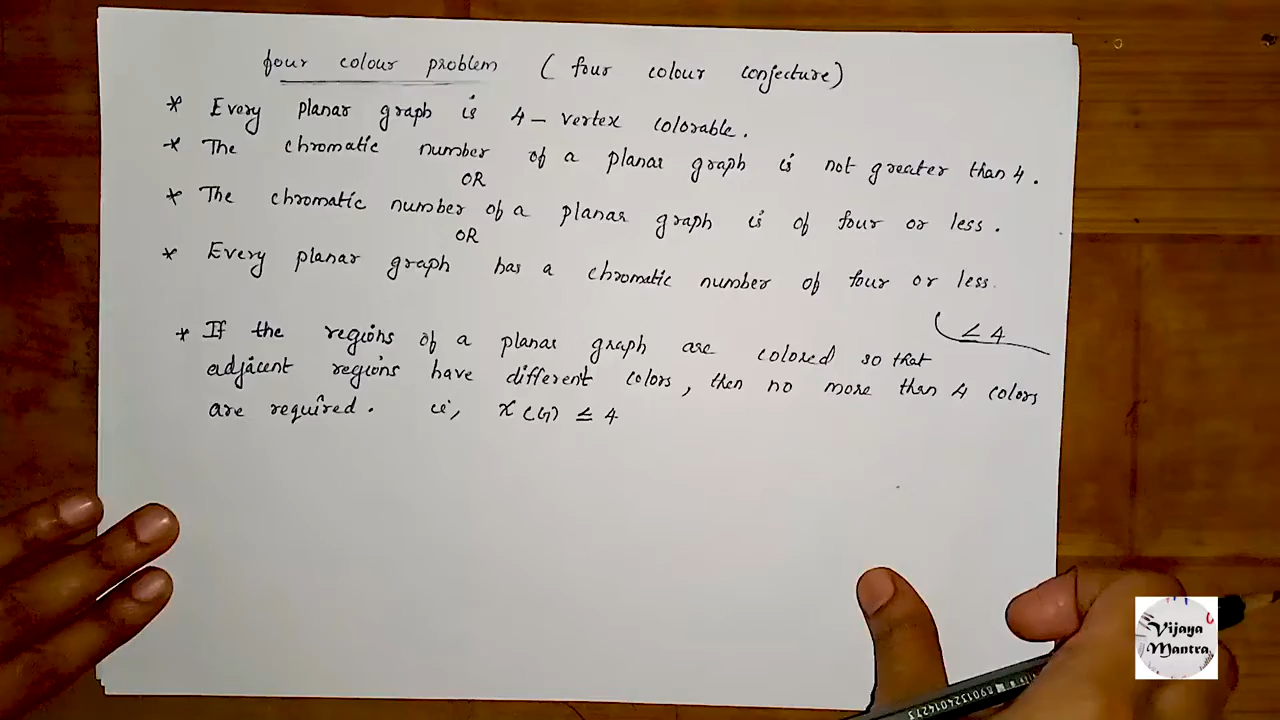 four colour problem (four colour conjecture)
* Every planar graph is 4 - vertex colorable.
* The chromatic number of a planar graph is not greater than 4.
OR
* The chromatic number of a planar graph is of four or less.
OR
* Every planar graph has a chromatic number of four or less.
≤ 4
* If the regions of a planar graph are colored so that
adjacent regions have different colors, then no more than 4 colors
are required. ie, χ(G) ≤ 4
Vijaya
Mantra
8901324014273